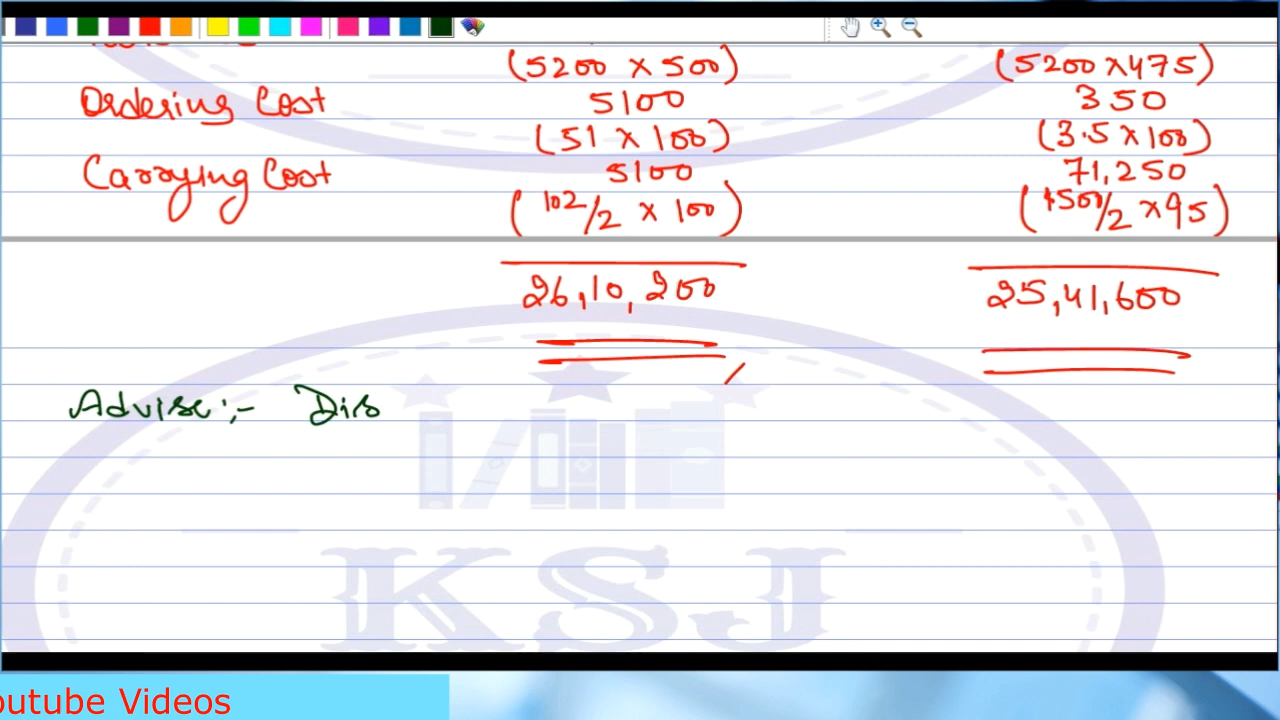 (5200 x 500) (5200 x 475)
Ordering Cost 5100 350
(51 x 100) (3.5 x 100)
Carrying Cost 5100 71,250
(102/2 x 100) (1500/2 x 95)
26,10,200 25,41,600
Advise:- Dis
KSJ
outube Videos